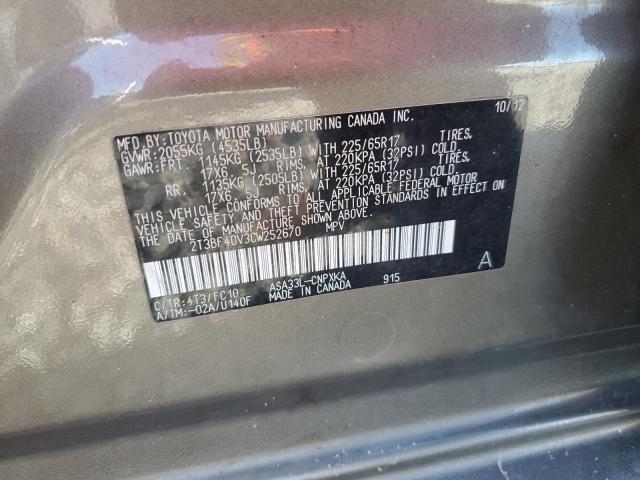 MFD.BY:TOYOTA MOTOR MANUFACTURING CANADA INC. 10/12
GVWR:2055KG (4535LB)
GAWR:FRT. 1145KG (2535LB) WITH 225/65R17 TIRES.
17X6. 5J RIMS, AT 220KPA (32PSI) COLD.
RR. 1135KG (2505LB) WITH 225/65R17 TIRES.
17X6. 5J RIMS, AT 220KPA (32PSI) COLD.
THIS VEHICLE CONFORMS TO ALL APPLICABLE FEDERAL MOTOR
VEHICLE SAFETY AND THEFT PREVENTION STANDARDS IN EFFECT ON
THE DATE OF MANUFACTURE SHOWN ABOVE.
2T3BF4DV3CW252670 MPV
C/TR:4T3/FC10 ASA33L-CNPXKA 915 A
A/TM:-02A/U140F MADE IN CANADA